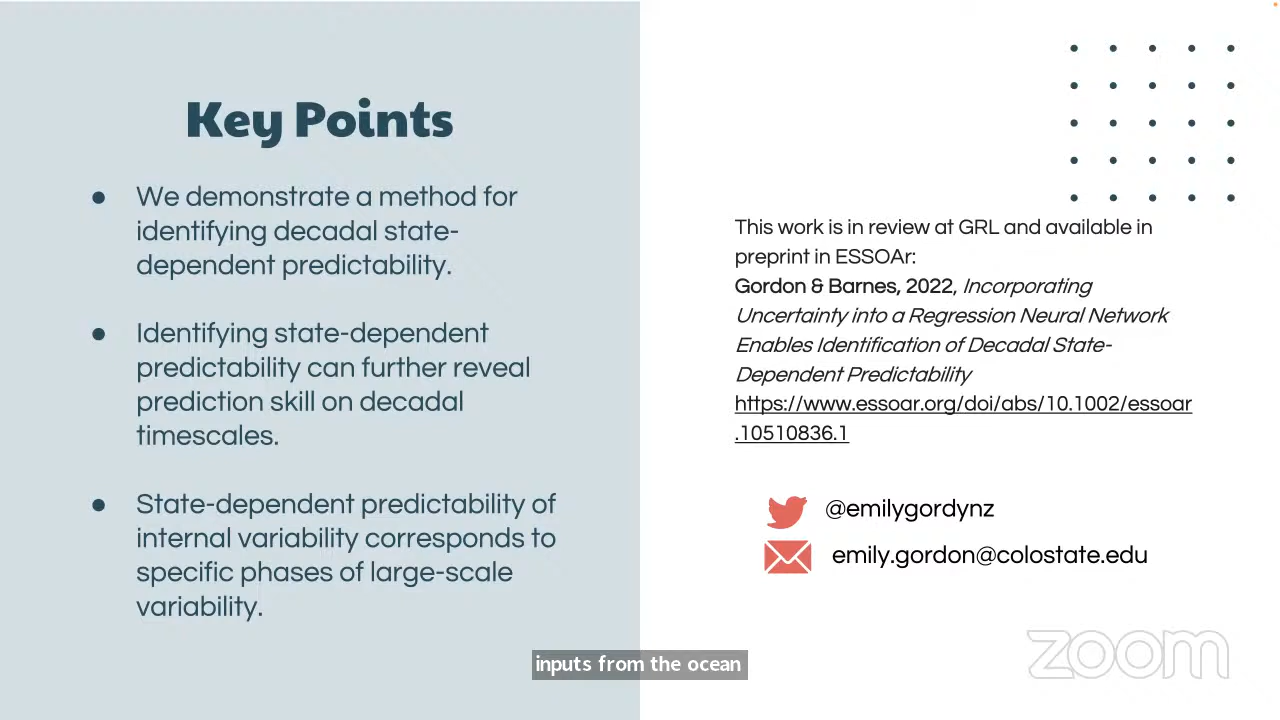 Key Points
● We demonstrate a method for
identifying decadal state-
dependent predictability.
● Identifying state-dependent
predictability can further reveal
prediction skill on decadal
timescales.
● State-dependent predictability of
internal variability corresponds to
specific phases of large-scale
variability.
This work is in review at GRL and available in
preprint in ESSOAr:
Gordon & Barnes, 2022, Incorporating
Uncertainty into a Regression Neural Network
Enables Identification of Decadal State-
Dependent Predictability
https://www.essoar.org/doi/abs/10.1002/essoar
.10510836.1
@emilygordynz
emily.gordon@colostate.edu
zoom
inputs from the ocean